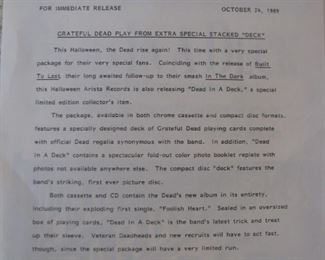 FOR IMMEDIATE RELEASE OCTOBER 24, 1989
GRATEFUL DEAD PLAY FROM EXTRA SPECIAL STACKED "DECK"
This Halloween, the Dead rise again! This time with a very special
package for their very special fans. Coinciding with the release of Built
To Last their long awaited follow-up to their smash In The Dark album,
this Halloween Arista Records is also releasing "Dead In A Deck," a special
limited edition collector's item.
The package, available in both chrome cassette and compact disc formats,
features a specially designed deck of Grateful Dead playing cards complete
with official Dead regalia synonymous with the band. In addition, "Dead
In A Deck" contains a spectacular fold-out color photo booklet replete with
photos not available anywhere else. The compact disc "deck" features the
band's striking, first ever picture disc.
Both cassette and CD contain the Dead's new album in its entirety,
including their exploding first single, "Foolish Heart." Sealed in an oversized
box of playing cards, "Dead In A Deck" is the band's latest trick and treat
up their sleeve. Veteran Deadheads and new recruits will have to act fast,
though, since the special package will have a very limited run.